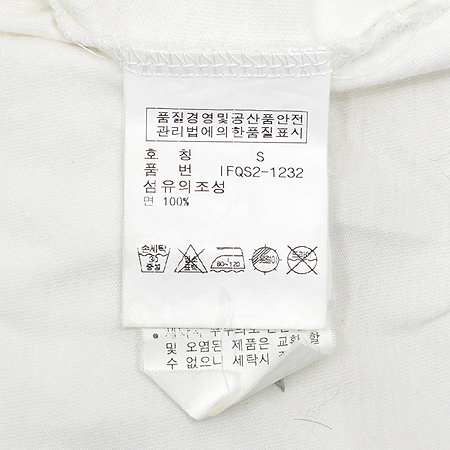 품질경영및공산품안전
관리법에의한품질표시
호 칭 S
품 번 IFQS2-1232
섬유의조성
면 100%
손세탁
30
중성
80~120
및 오염된 제품은 교환
수 없으니 세탁시